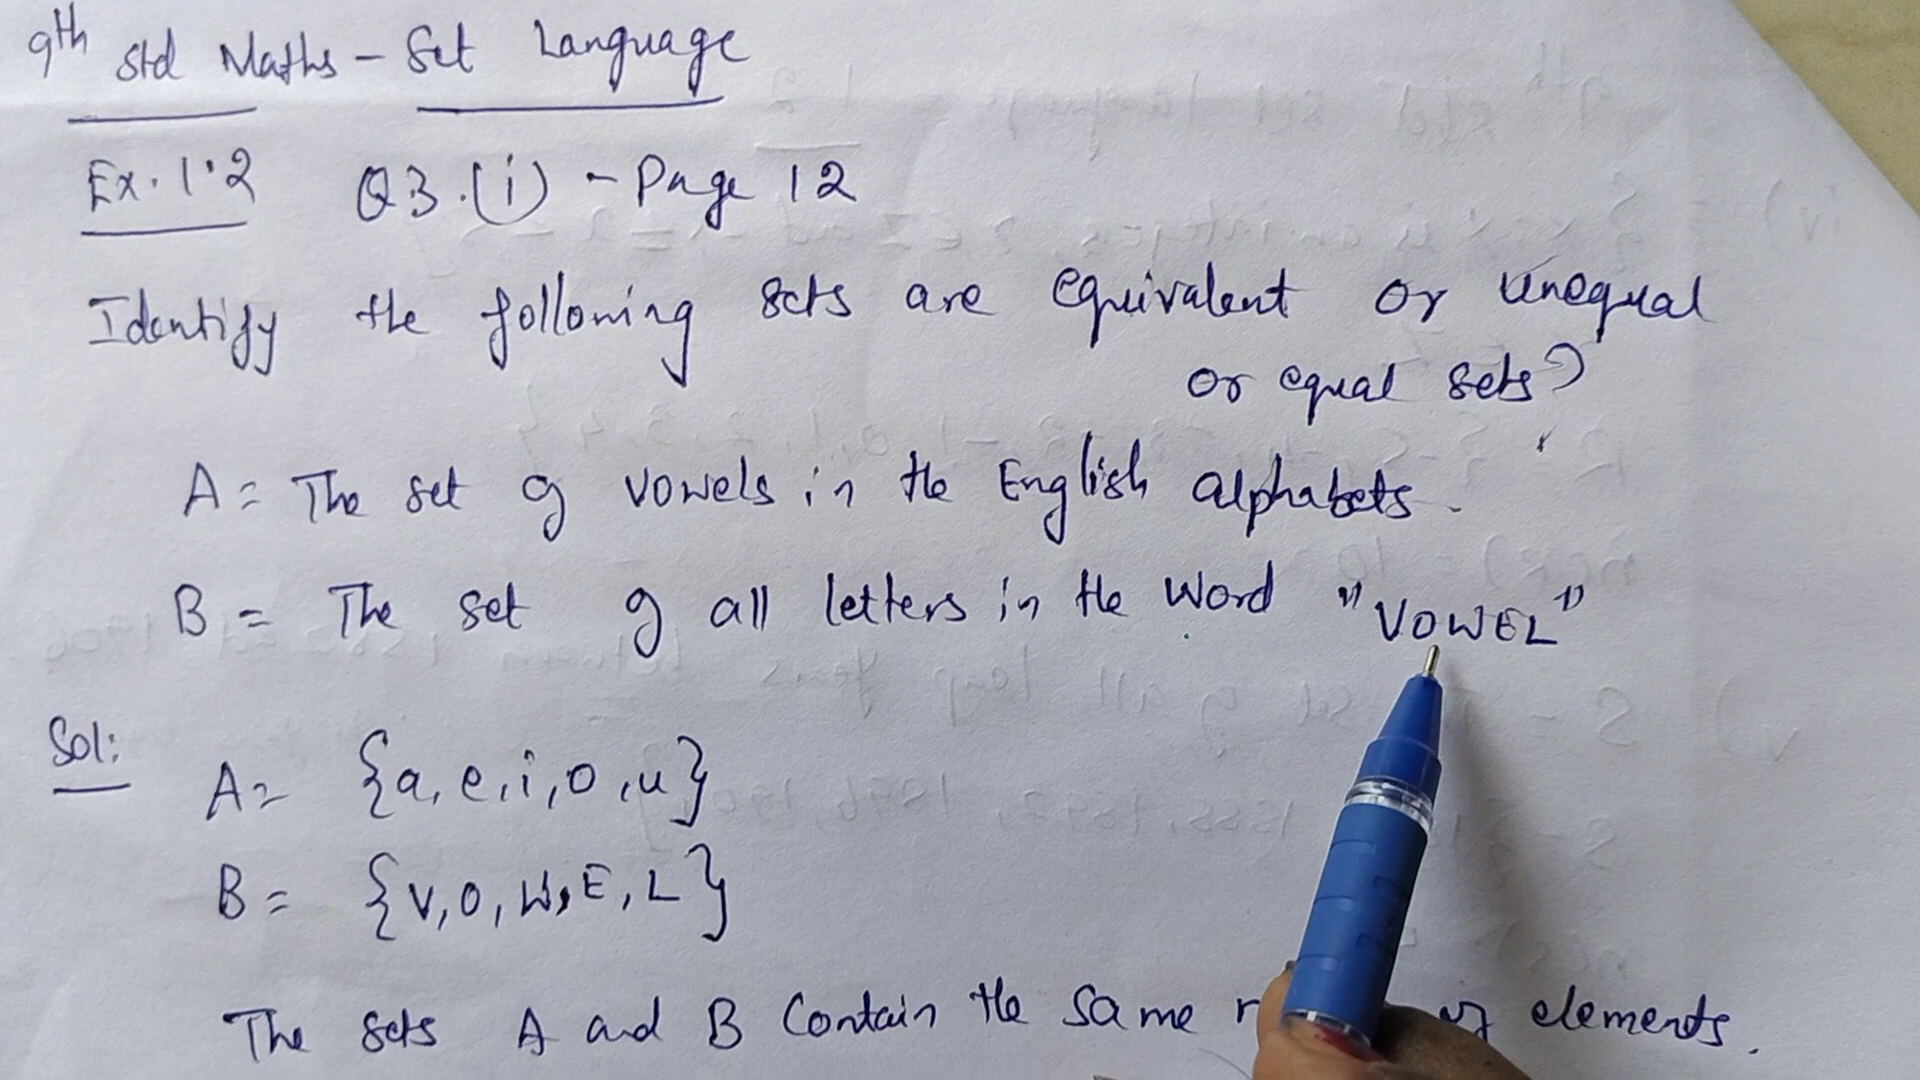 9th std Maths - Set Language
Ex. 1.2 Q3.(i) - Page 12
Identify the following sets are equivalent or unequal
or equal sets?
A = The set of vowels in the English alphabets.
B = The set of all letters in the word "VOWEL"
Sol:
A = {a, e, i, o, u}
B = {V, O, W, E, L}
The sets A and B contain the same of elements.